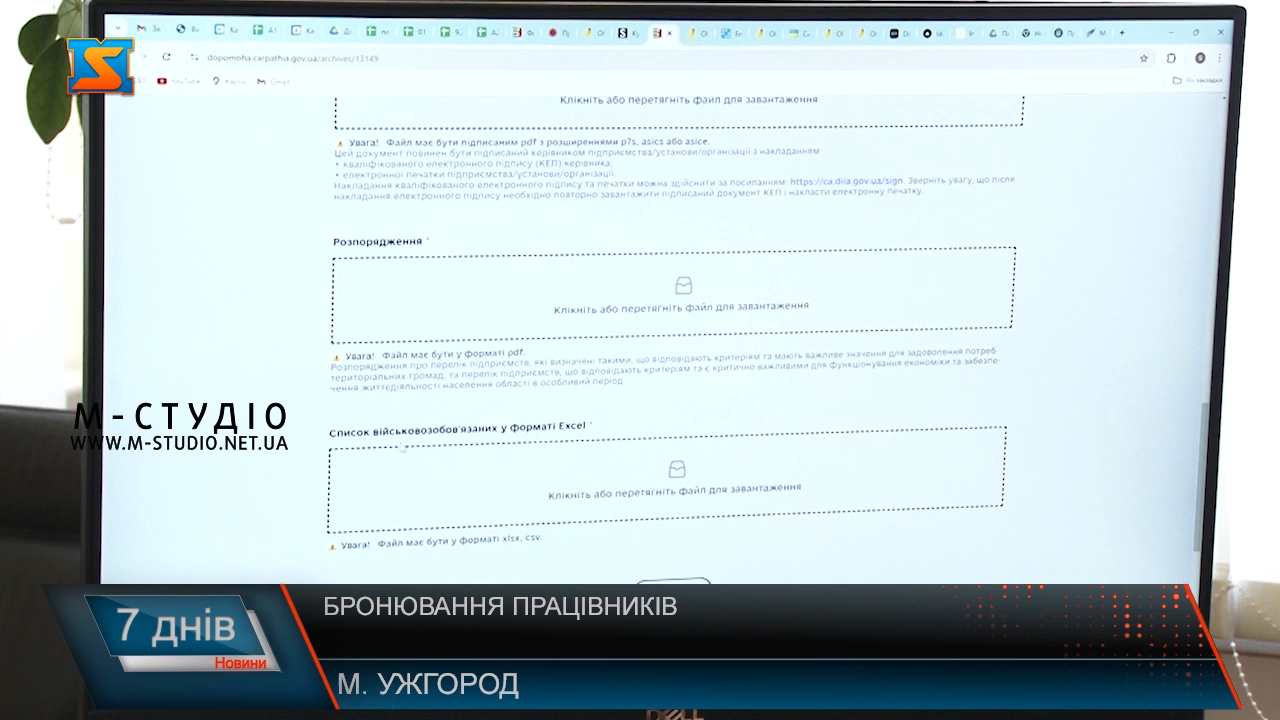 dopomoha.carpathia.gov.ua/archives/13149
YouTube
Карти
Gmail
Усі закладки
Клікніть або перетягніть файл для завантаження
Увага! Файл має бути підписаним pdf з розширеннями p7s, asics або asice.
Цей документ повинен бути підписаний керівником підприємства/установи/організації з накладанням:
• кваліфікованого електронного підпису (КЕП) керівника;
• електронної печатки підприємства/установи/організації.
Накладання кваліфікованого електронного підпису та печатки можна здійснити за посиланням: https://ca.diia.gov.ua/sign. Зверніть увагу, що після
накладання електронного підпису необхідно повторно завантажити підписаний документ КЕП і накласти електронну печатку.
Розпорядження *
Клікніть або перетягніть файл для завантаження
Увага! Файл має бути у форматі pdf.
Розпорядження про перелік підприємств, які визначені такими, що відповідають критеріям та мають важливе значення для задоволення потреб
територіальних громад, та перелік підприємств, що відповідають критеріям та є критично важливими для функціонування економіки та забезпе-
чення життєдіяльності населення області в особливий період
М-СТУДІО
WWW.M-STUDIO.NET.UA
Список військовозобов'язаних у форматі Excel *
Клікніть або перетягніть файл для завантаження
Увага! Файл має бути у форматі xlsx, csv.
7 днів
Новини
БРОНЮВАННЯ ПРАЦІВНИКІВ
М. УЖГОРОД
DELL